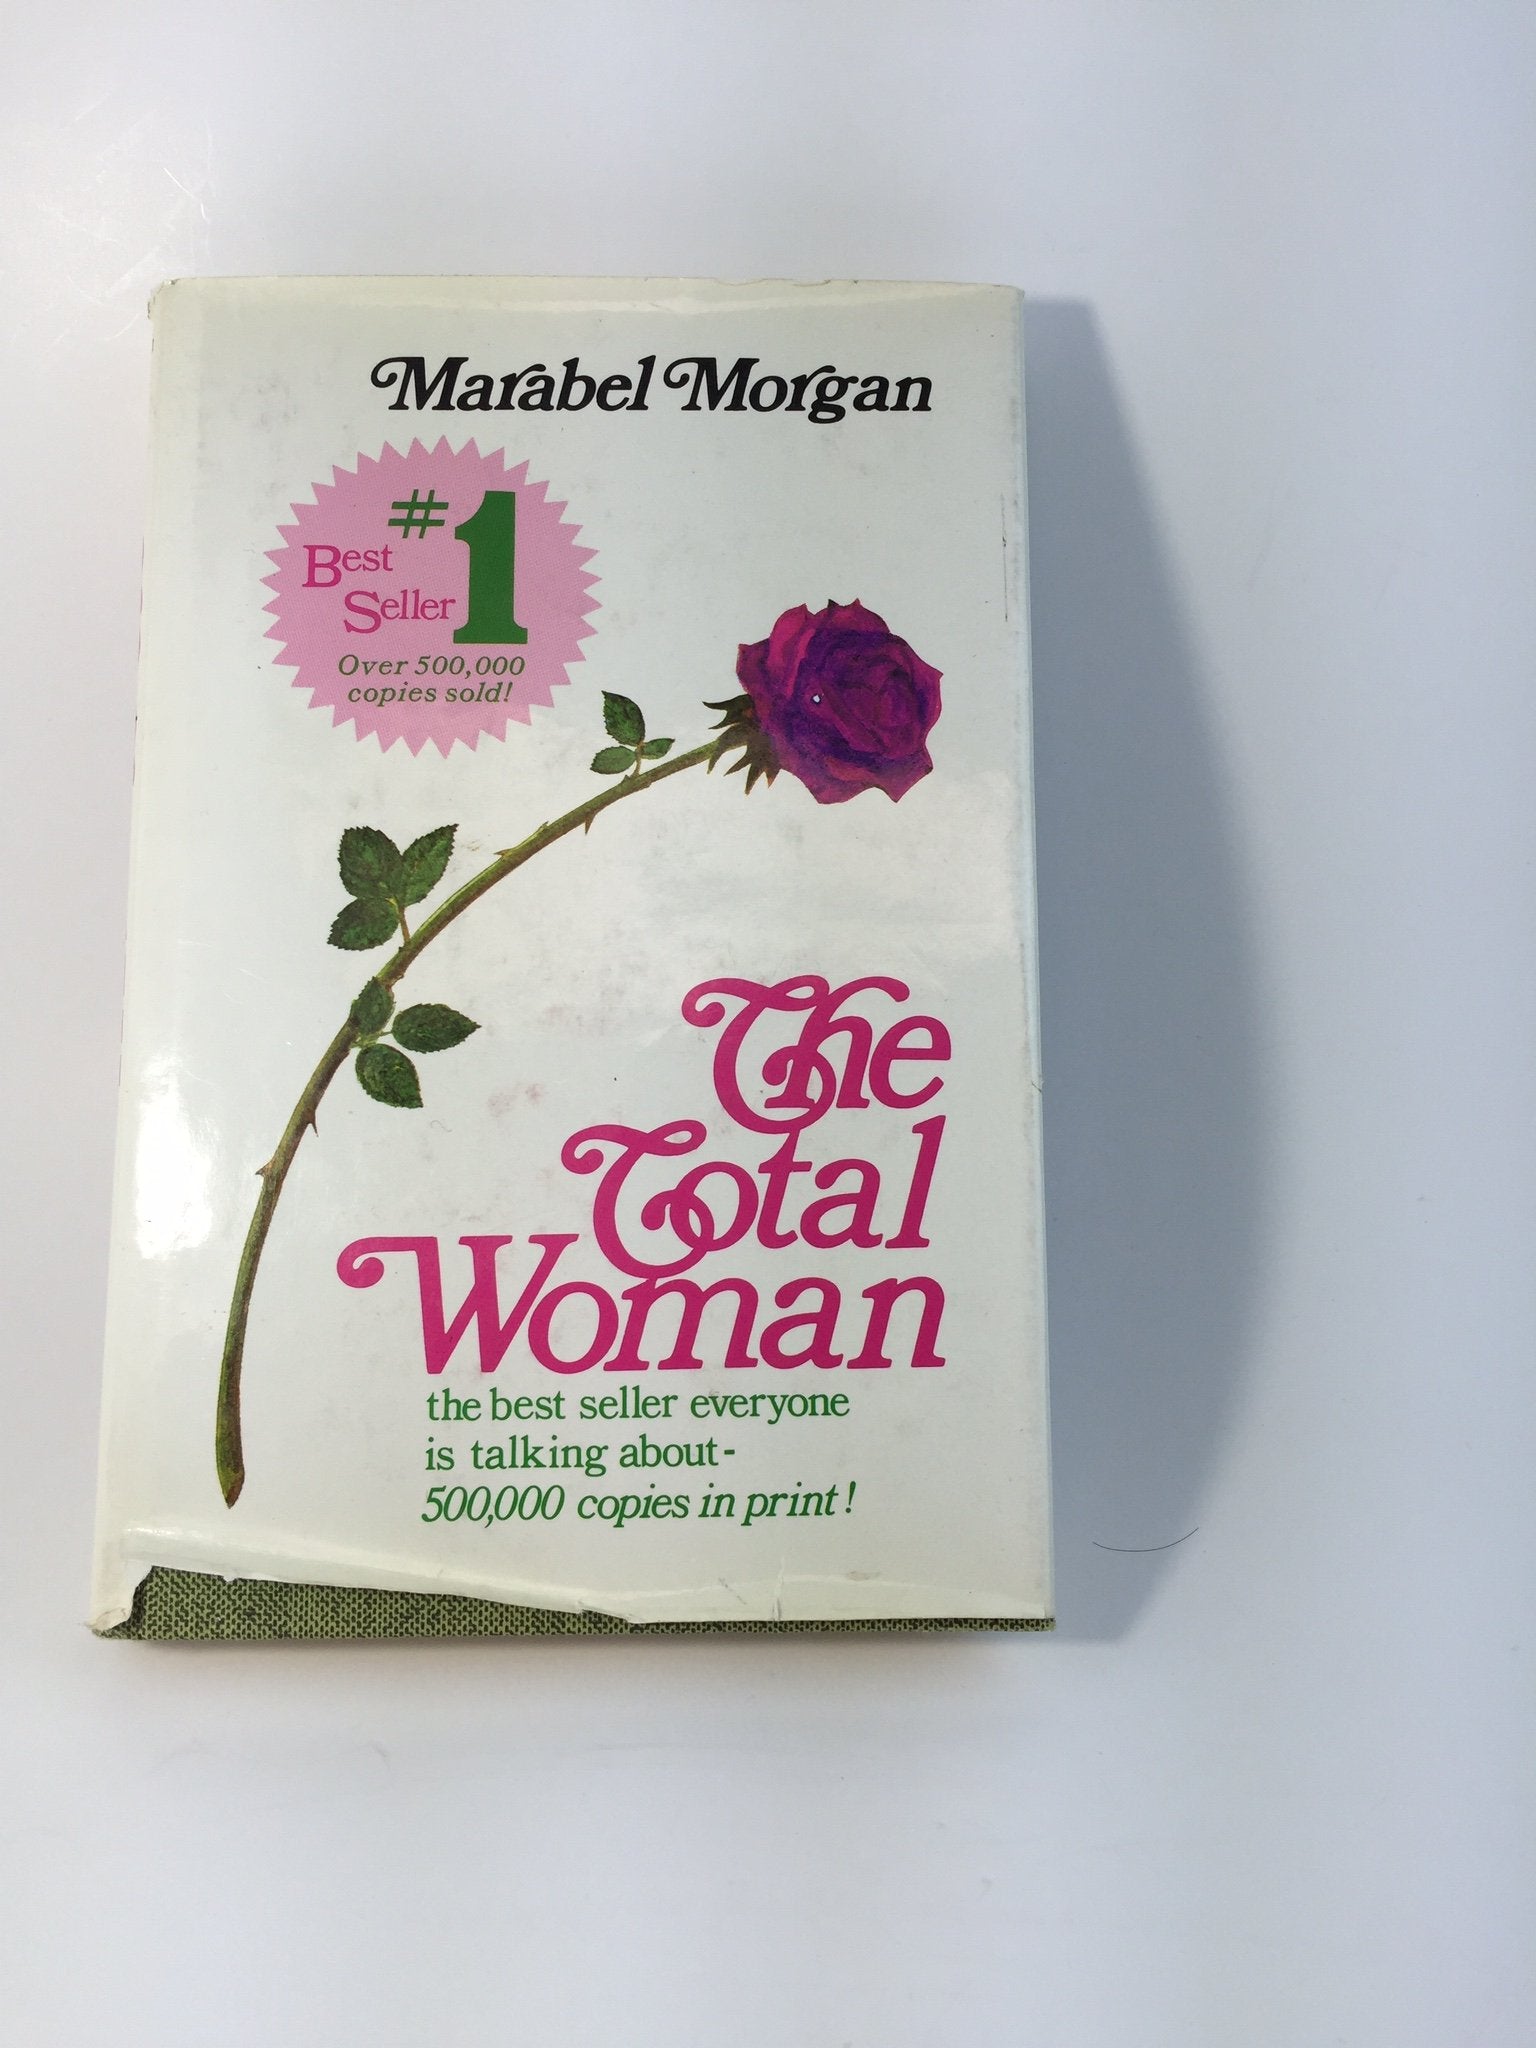 Marabel Morgan
#1
Best
Seller
Over 500,000
copies sold!
The
Total
Woman
the best seller everyone
is talking about-
500,000 copies in print!